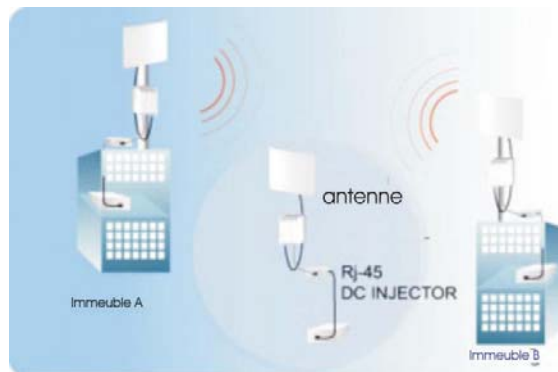 antenne
Rj-45
DC INJECTOR
Immeuble A
Immeuble B